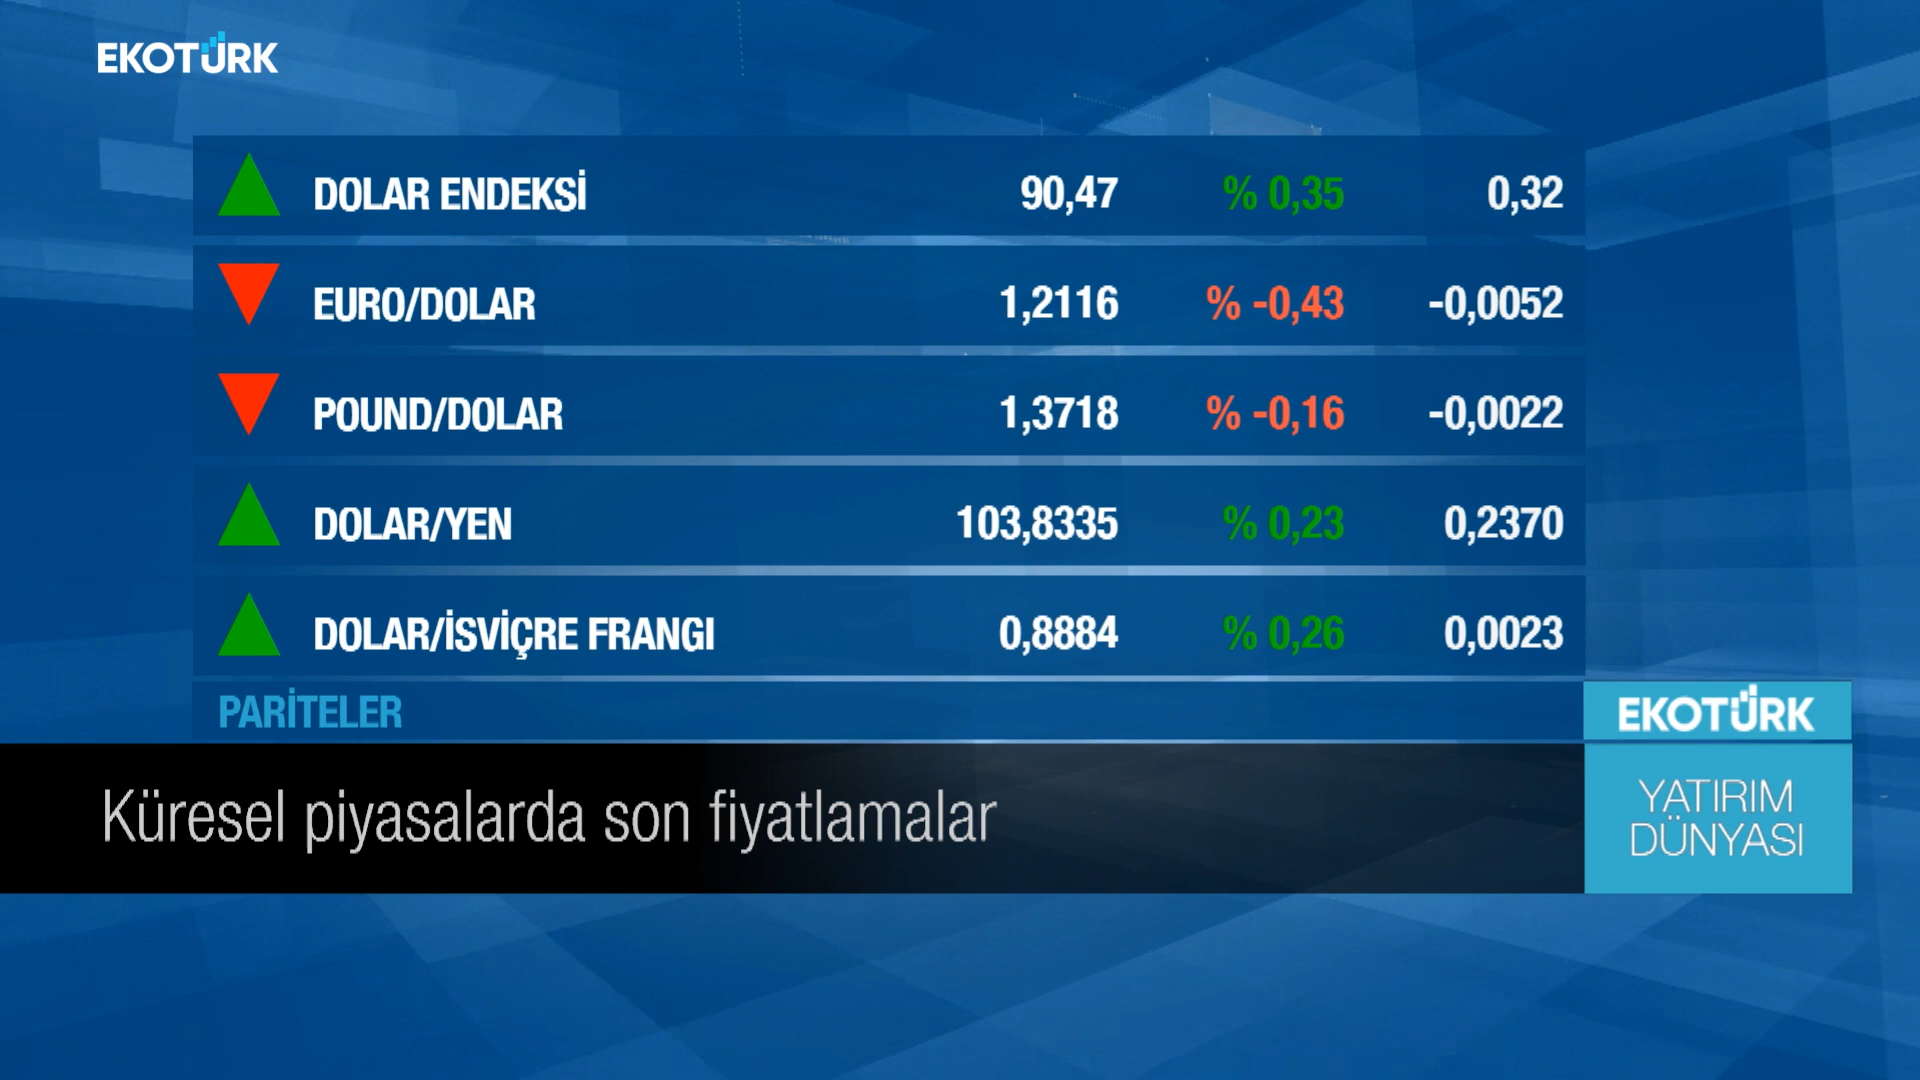 EKOTÜRK
DOLAR ENDEKSİ 90,47 % 0,35 0,32
EURO/DOLAR 1,2116 % -0,43 -0,0052
POUND/DOLAR 1,3718 % -0,16 -0,0022
DOLAR/YEN 103,8335 % 0,23 0,2370
DOLAR/İSVİÇRE FRANGI 0,8884 % 0,26 0,0023
PARİTELER
EKOTÜRK
Küresel piyasalarda son fiyatlamalar
YATIRIM
DÜNYASI